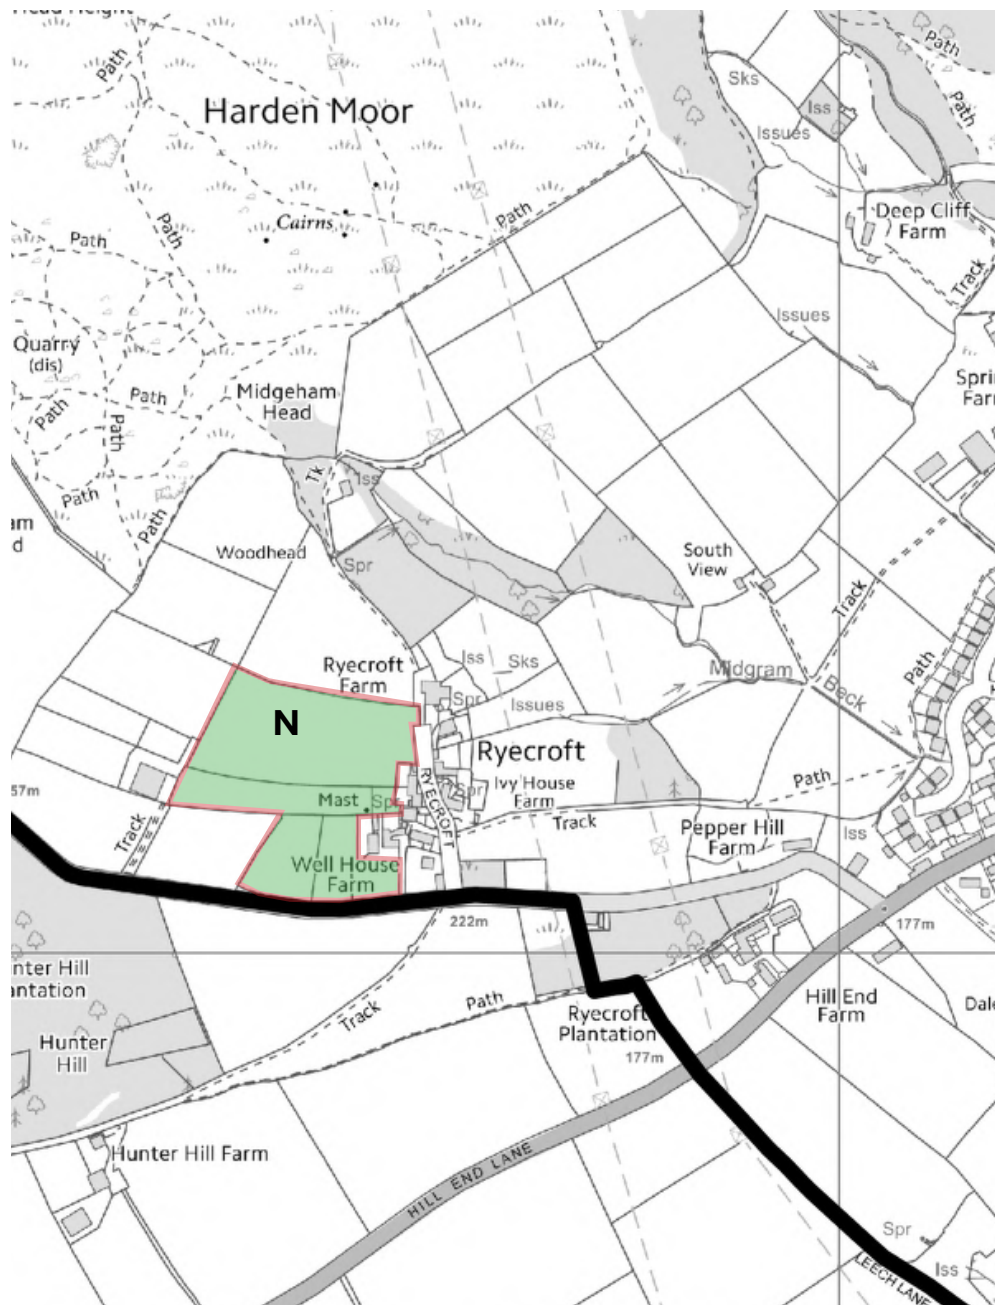 Path
Path
Harden Moor
Sks
Iss
Issues
Path
Cairns
Path
Path
Path
Deep Cliff
Farm
Track
Quarry
(dis)
Issues
Midgeham
Head
Path
Path
Path
Tk
Iss
Path
Path
Woodhead
Spr
South
View
Track
Ryecroft
Farm
Iss
Sks
Spr
Issues
Midgram
Beck
Path
N
Ryecroft
57m
Mast
Spr
RYECROFT
Spr
Ivy House
Farm
Path
Track
Track
Pepper Hill
Farm
Iss
Well House
Farm
222m
177m
Hunter
Hill
Track
Path
Ryecroft
Plantation
177m
Hill End
Farm
Hunter Hill Farm
HILL END LANE
Spr
LEECH LANE
Iss